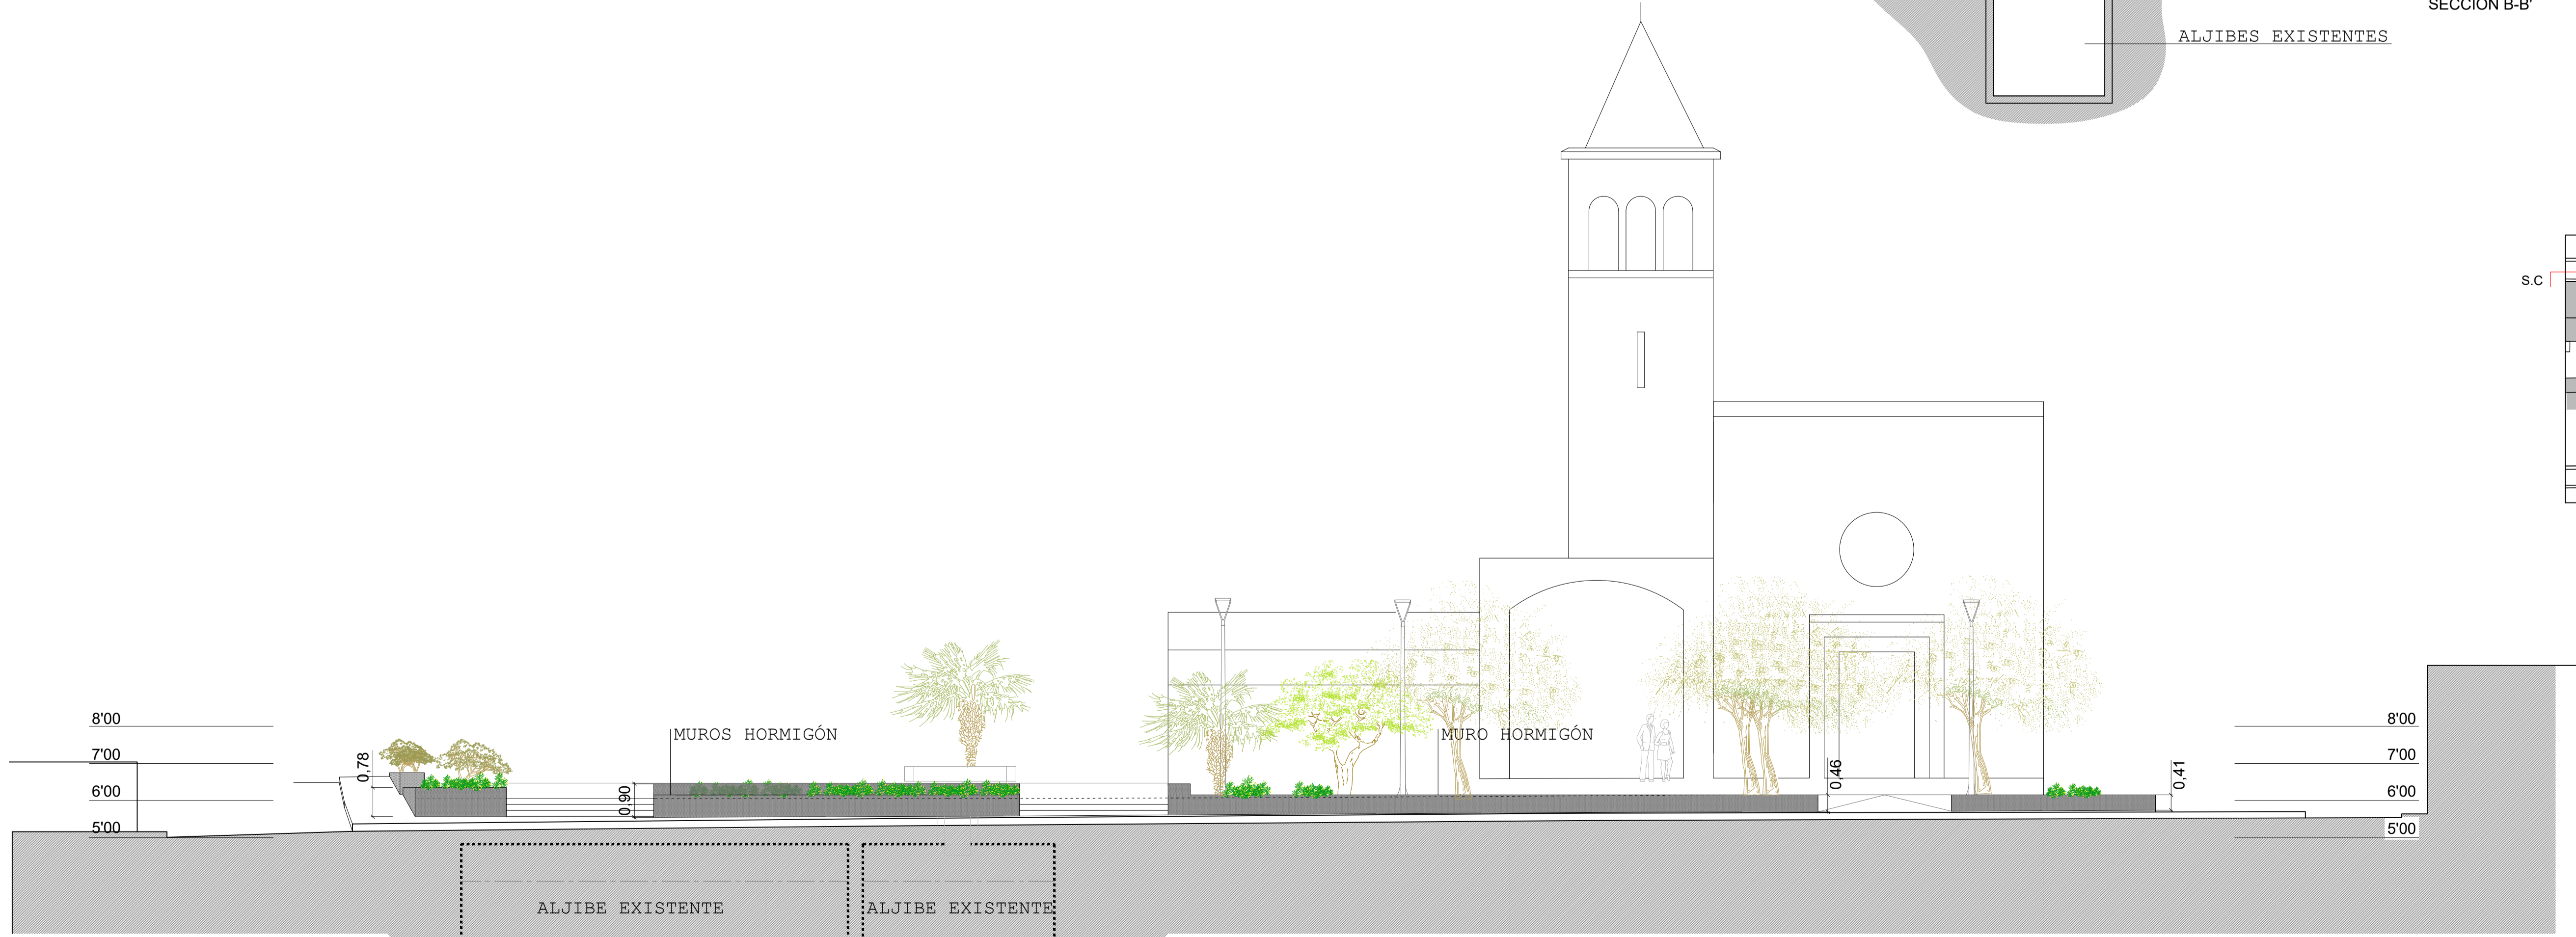 SECCIÓN B-B'
ALJIBES EXISTENTES
S.C
8'00
7'00
6'00
5'00
0,78
0,90
MUROS HORMIGÓN
MURO HORMIGÓN
0,46
0,41
8'00
7'00
6'00
5'00
ALJIBE EXISTENTE
ALJIBE EXISTENTE